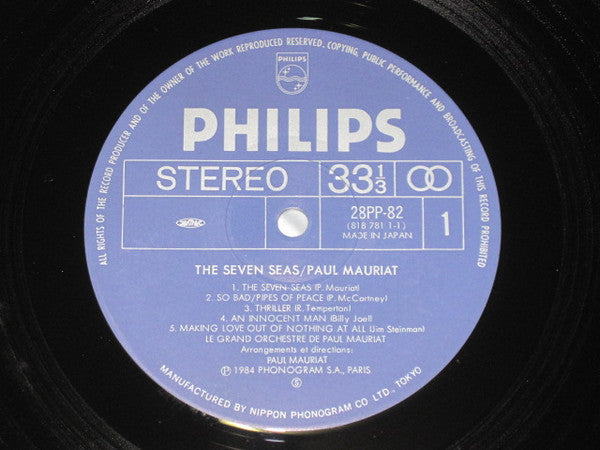 ALL RIGHTS OF THE RECORD PRODUCER AND OF THE OWNER OF THE WORK REPRODUCED RESERVED. COPYING, PUBLIC PERFORMANCE AND BROADCASTING OF THIS RECORD PROHIBITED
PHILIPS
PHILIPS
STEREO 33 1/3
28PP-82
(818 781 1-1)
MADE IN JAPAN
1
THE SEVEN SEAS/PAUL MAURIAT
1. THE SEVEN SEAS (P. Mauriat)
2. SO BAD/PIPES OF PEACE (P. McCartney)
3. THRILLER (R. Temperton)
4. AN INNOCENT MAN (Billy Joel)
5. MAKING LOVE OUT OF NOTHING AT ALL (Jim Steinman)
LE GRAND ORCHESTRE DE PAUL MAURIAT
Arrangements et directions:
PAUL MAURIAT
Ⓟ 1984 PHONOGRAM S.A., PARIS
Ⓢ
MANUFACTURED BY NIPPON PHONOGRAM CO LTD., TOKYO